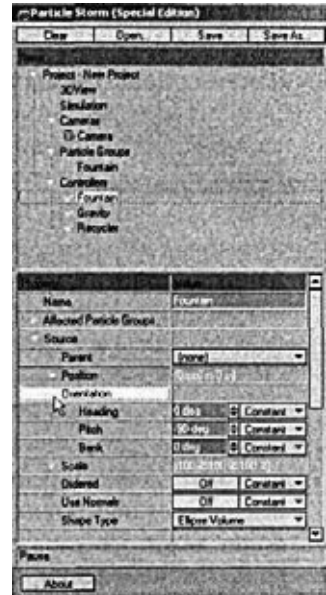 Particle Storm (Special Edition)
Clear Open... Save Save As...
Project - New Project
3DView
Simulation
Cameras
Camera
Particle Groups
Fountain
Controllers
Fountain
Gravity
Recycler
Value
Name Fountain
Affected Particle Groups
Source
Parent (none)
Position
Orientation
Heading 0 deg Constant
Pitch -90 deg Constant
Bank 0 deg Constant
Scale
Ordered Off Constant
Use Normals Off Constant
Shape Type Ellipse Volume
Pause
About